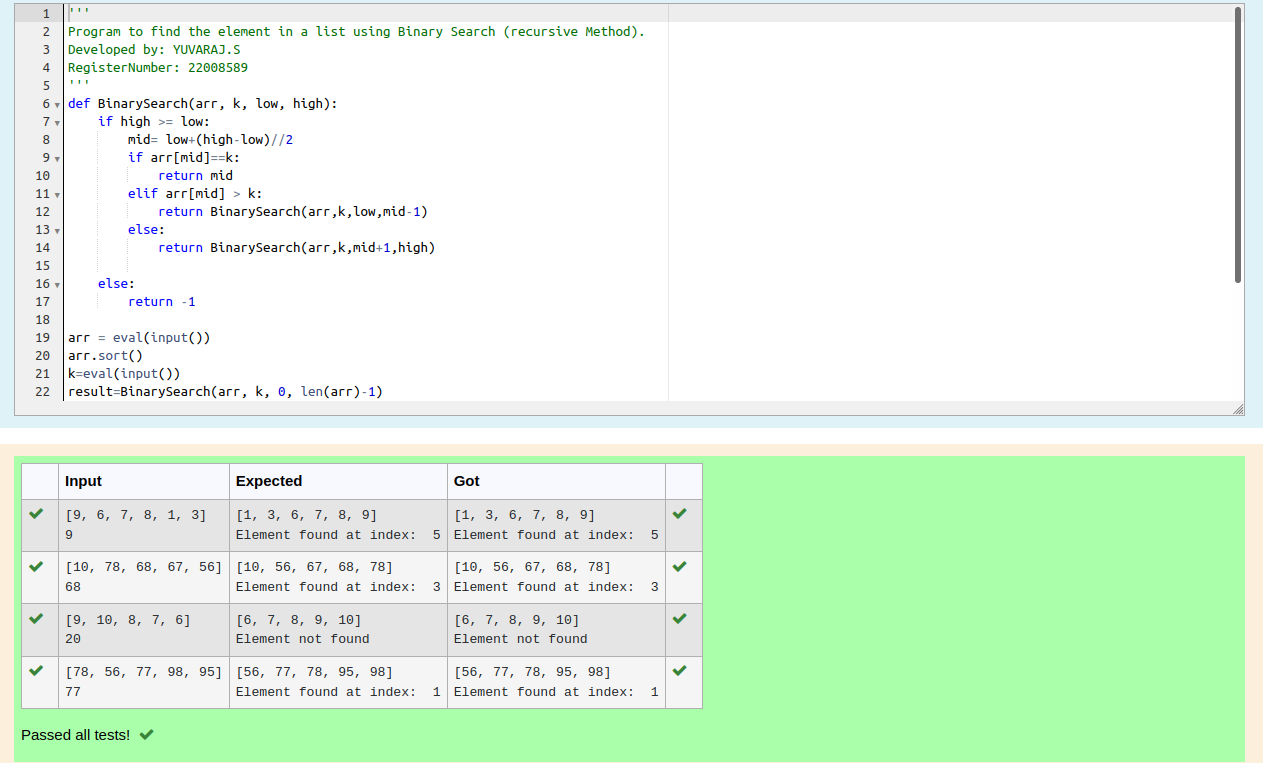 1 '''
2 Program to find the element in a list using Binary Search (recursive Method).
3 Developed by: YUVARAJ.S
4 RegisterNumber: 22008589
5 '''
6 def BinarySearch(arr, k, low, high):
7     if high >= low:
8         mid= low+(high-low)//2
9         if arr[mid]==k:
10             return mid
11         elif arr[mid] > k:
12             return BinarySearch(arr,k,low,mid-1)
13         else:
14             return BinarySearch(arr,k,mid+1,high)
15
16     else:
17         return -1
18
19 arr = eval(input())
20 arr.sort()
21 k=eval(input())
22 result=BinarySearch(arr, k, 0, len(arr)-1)
Input Expected Got
[9, 6, 7, 8, 1, 3] [1, 3, 6, 7, 8, 9] [1, 3, 6, 7, 8, 9]
9 Element found at index:  5 Element found at index:  5
[10, 78, 68, 67, 56] [10, 56, 67, 68, 78] [10, 56, 67, 68, 78]
68 Element found at index:  3 Element found at index:  3
[9, 10, 8, 7, 6] [6, 7, 8, 9, 10] [6, 7, 8, 9, 10]
20 Element not found Element not found
[78, 56, 77, 98, 95] [56, 77, 78, 95, 98] [56, 77, 78, 95, 98]
77 Element found at index:  1 Element found at index:  1
Passed all tests!